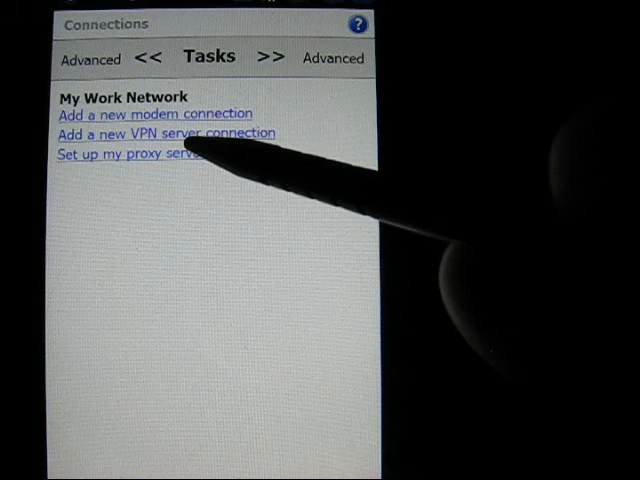 Connections ?
Advanced << Tasks >> Advanced
My Work Network
Add a new modem connection
Add a new VPN server connection
Set up my proxy